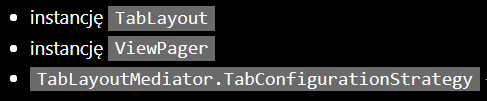 instancję TabLayout
instancję ViewPager
TabLayoutMediator.TabConfigurationStrategy -